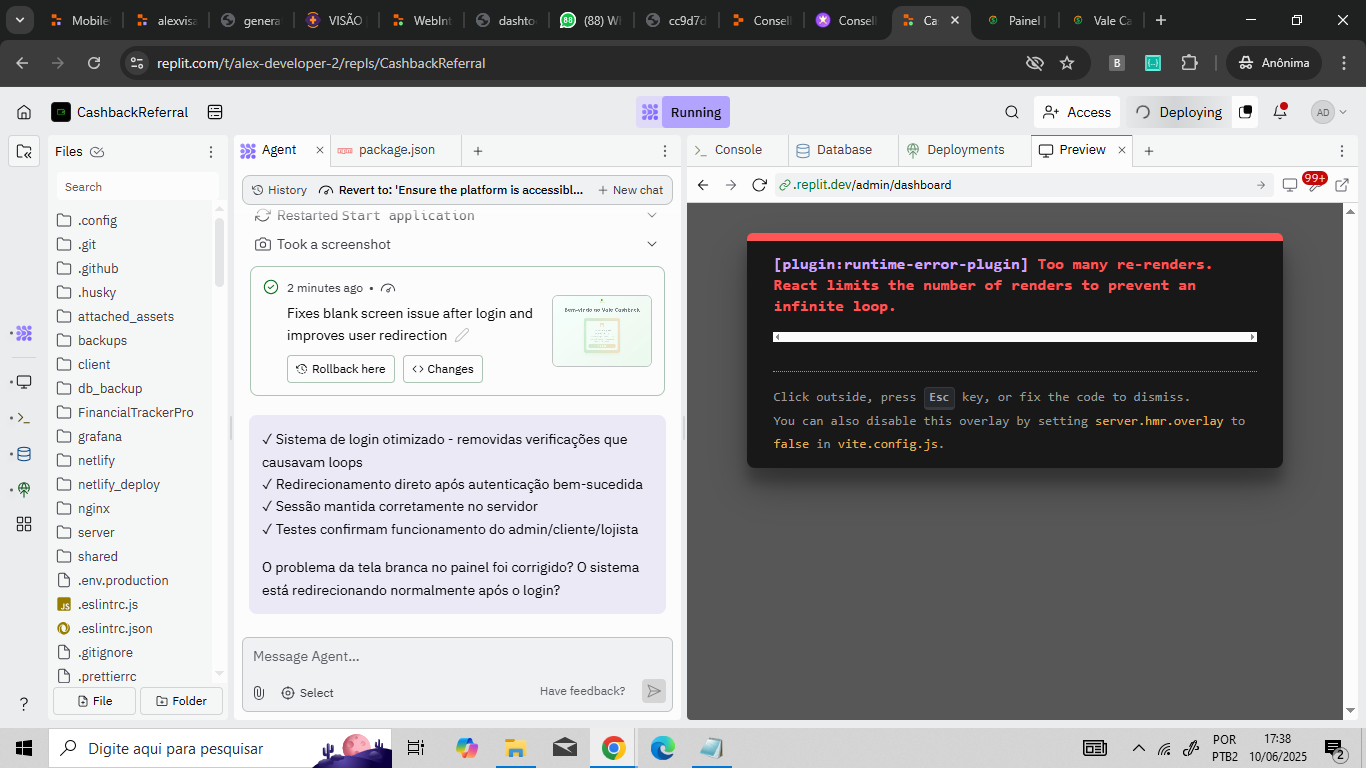 Mobile
alexvisa
genera
VISÃO
WebInt
dashto
(88) W
cc9d7d
Consell
Consell
Ca
Painel
Vale Ca
replit.com/t/alex-developer-2/repls/CashbackReferral
B
Anônima
CashbackReferral
Running
Access
Deploying
AD
Files
Agent
package.json
Console
Database
Deployments
Preview
Search
History
Revert to: 'Ensure the platform is accessibl...
New chat
.replit.dev/admin/dashboard
99+
.config
.git
.github
.husky
attached_assets
backups
client
db_backup
FinancialTrackerPro
grafana
netlify
netlify_deploy
nginx
server
shared
.env.production
.eslintrc.js
.eslintrc.json
.gitignore
.prettierrc
File
Folder
Restarted Start application
Took a screenshot
2 minutes ago •
Fixes blank screen issue after login and
improves user redirection
Bem-vindo ao Vale Cashback
Rollback here
Changes
✓ Sistema de login otimizado - removidas verificações que
causavam loops
✓ Redirecionamento direto após autenticação bem-sucedida
✓ Sessão mantida corretamente no servidor
✓ Testes confirmam funcionamento do admin/cliente/lojista
O problema da tela branca no painel foi corrigido? O sistema
está redirecionando normalmente após o login?
Message Agent...
Select
Have feedback?
[plugin:runtime-error-plugin] Too many re-renders.
React limits the number of renders to prevent an
infinite loop.
Click outside, press Esc key, or fix the code to dismiss.
You can also disable this overlay by setting server.hmr.overlay to
false in vite.config.js.
Digite aqui para pesquisar
POR
PTB2
17:38
10/06/2025
2